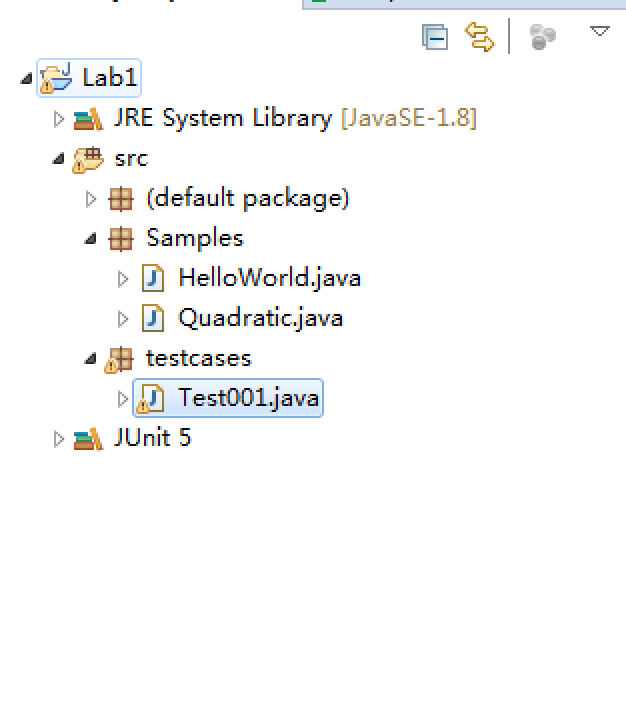 Lab1
JRE System Library [JavaSE-1.8]
src
(default package)
Samples
HelloWorld.java
Quadratic.java
testcases
Test001.java
JUnit 5